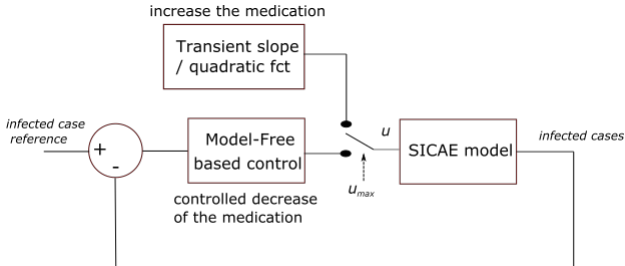 increase the medication
Transient slope
/ quadratic fct
infected case
reference
+
-
Model-Free
based control
controlled decrease
of the medication
u
umax
SICAE model
infected cases